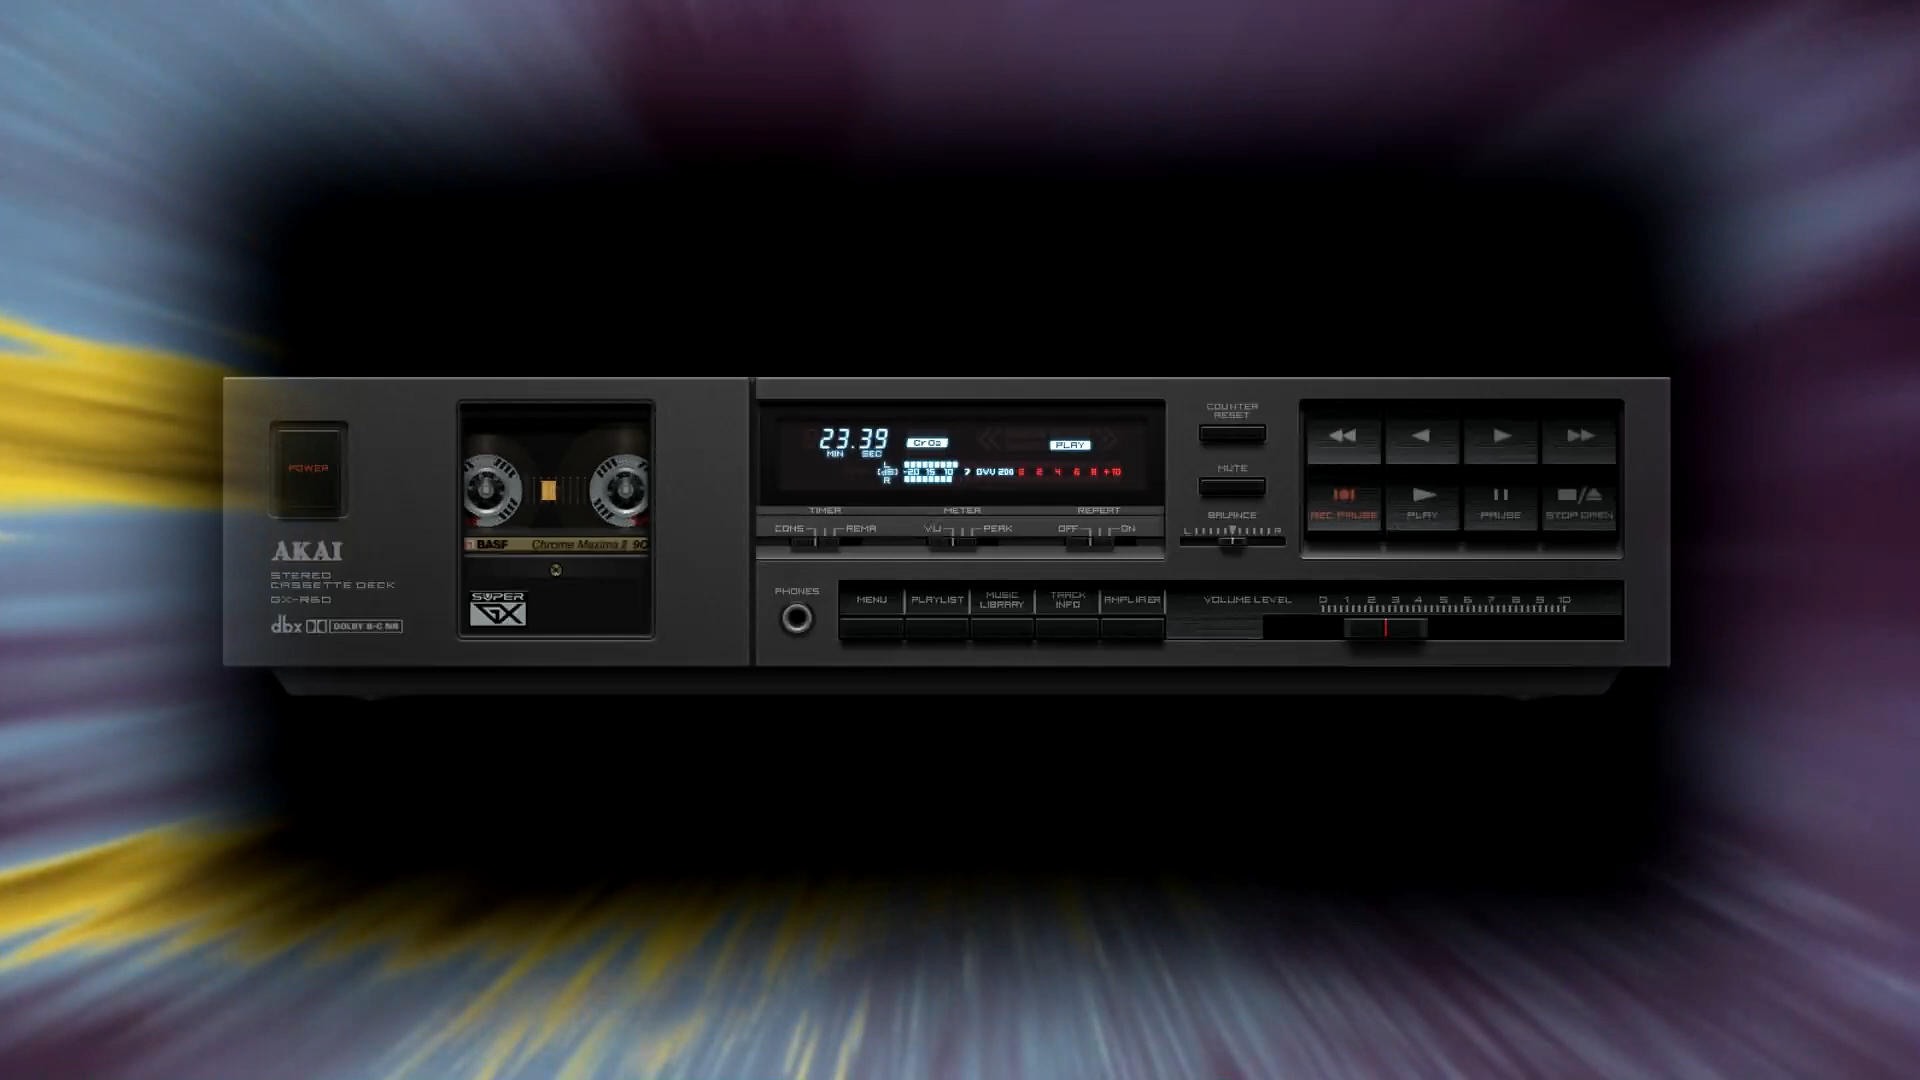 POWER
AKAI
STEREO
CASSETTE DECK
GX-R60
dbx DOLBY B-C NR
BASF Chrome Maxima II 90
SUPER
GX
23.39
MIN SEC
CrO2
PLAY
L
(dB) -20 15 10 7
R
2 4 6 8 +10
TIMER METER REPEAT
CONS REMA VU PEAK OFF ON
PHONES
MENU
PLAYLIST
MUSIC
LIBRARY
TRACK
INFO
AMPLIFIER
COUNTER
RESET
MUTE
BALANCE
L R
REC PAUSE
PLAY
PAUSE
STOP OPEN
VOLUME LEVEL 0 1 2 3 4 5 6 7 8 9 10